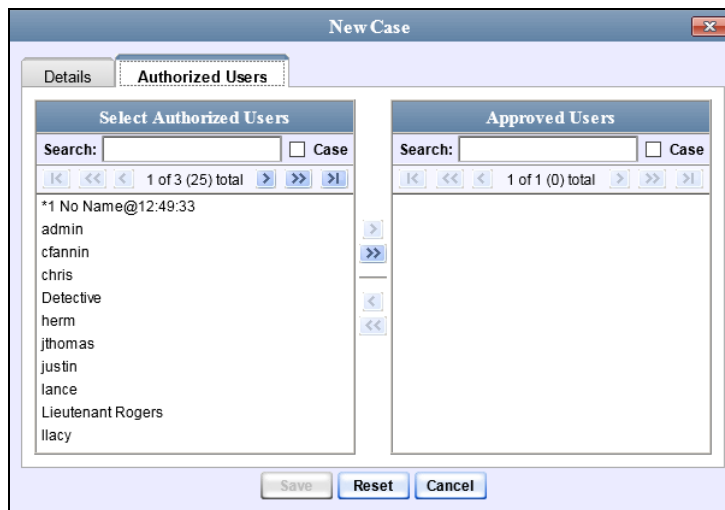 New Case
Details
Authorized Users
Select Authorized Users
Search:
Case
1 of 3 (25) total
*1 No Name@12:49:33
admin
cfannin
chris
Detective
herm
jthomas
justin
lance
Lieutenant Rogers
llacy
Approved Users
Search:
Case
1 of 1 (0) total
Save
Reset
Cancel